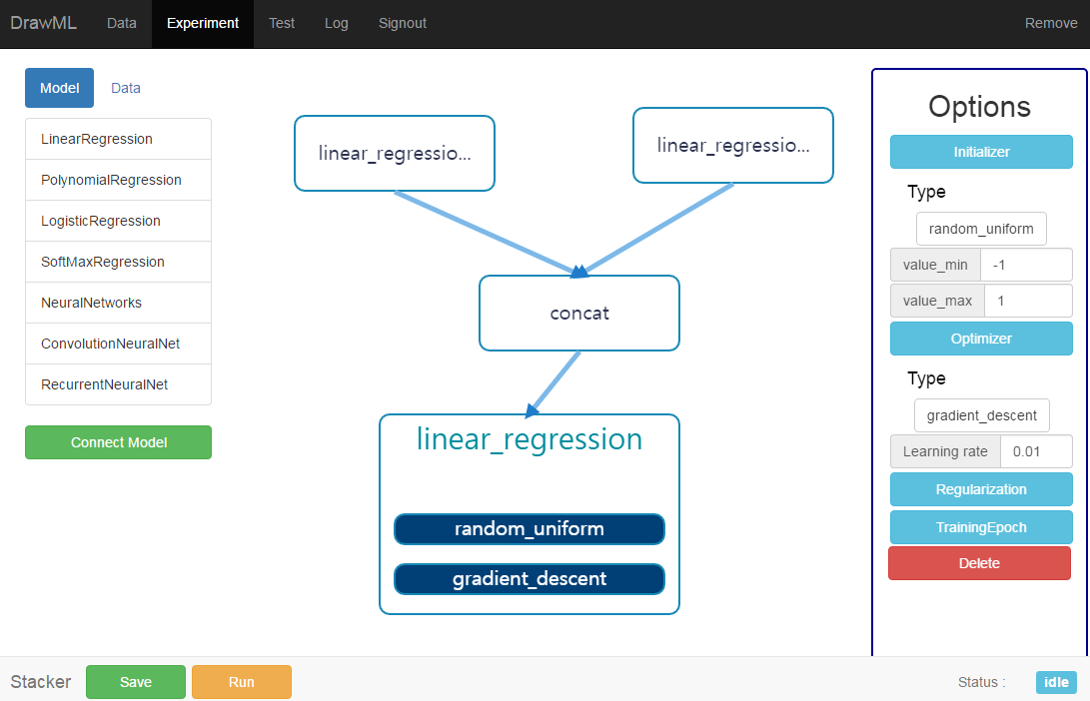 DrawML Data Experiment Test Log Signout Remove
Model Data
LinearRegression
PolynomialRegression
LogisticRegression
SoftMaxRegression
NeuralNetworks
ConvolutionNeuralNet
RecurrentNeuralNet
Connect Model
linear_regressio...
linear_regressio...
concat
linear_regression
random_uniform
gradient_descent
Options
Initializer
Type
random_uniform
value_min -1
value_max 1
Optimizer
Type
gradient_descent
Learning rate 0.01
Regularization
TrainingEpoch
Delete
Stacker Save Run Status : idle